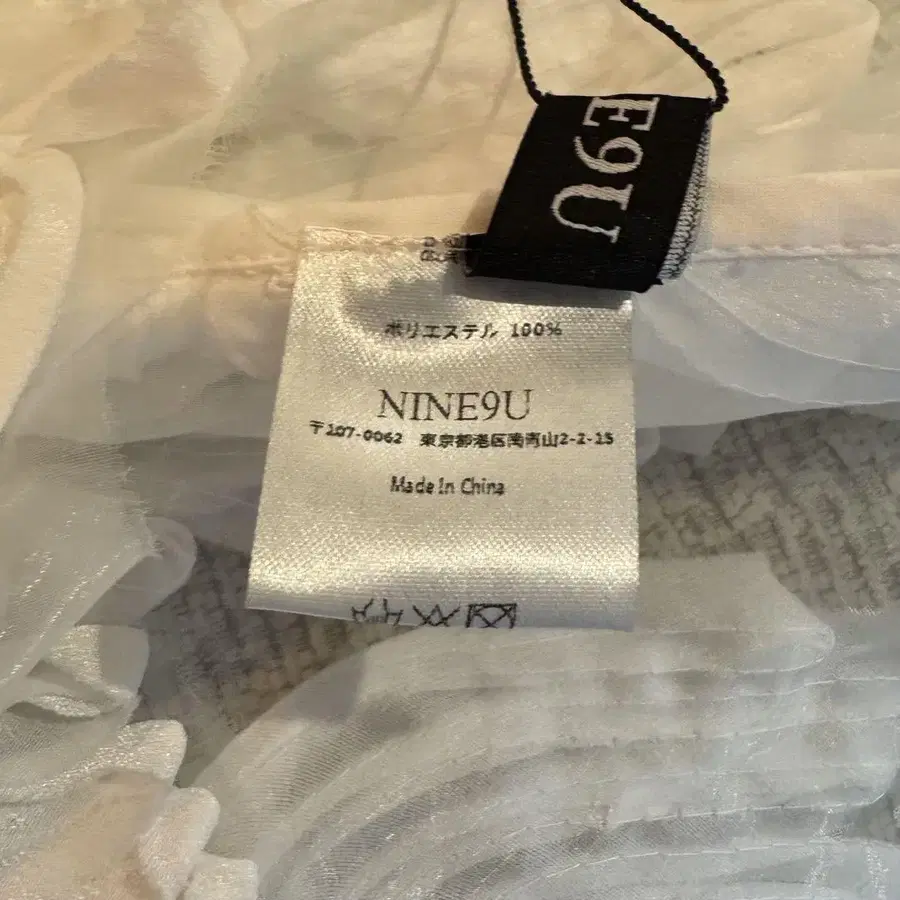 E9U
ポリエステル 100%
NINE9U
〒107-0062 東京都港区南青山2-2-15
Made In China